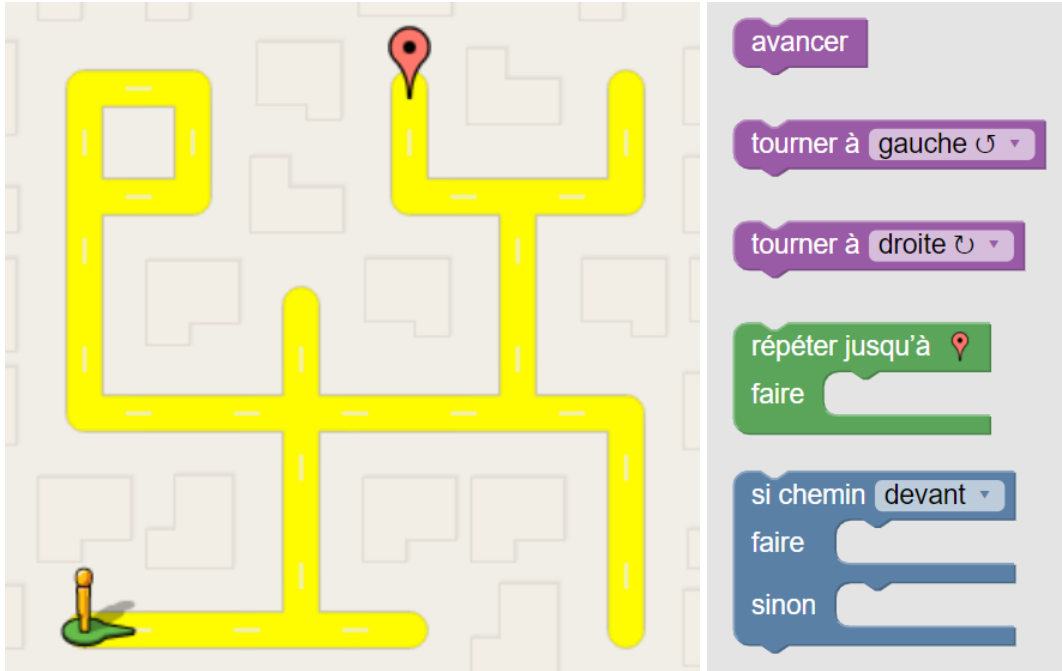 avancer
tourner à gauche ↺ ▾
tourner à droite ↻ ▾
répéter jusqu'à
faire
si chemin devant ▾
faire
sinon